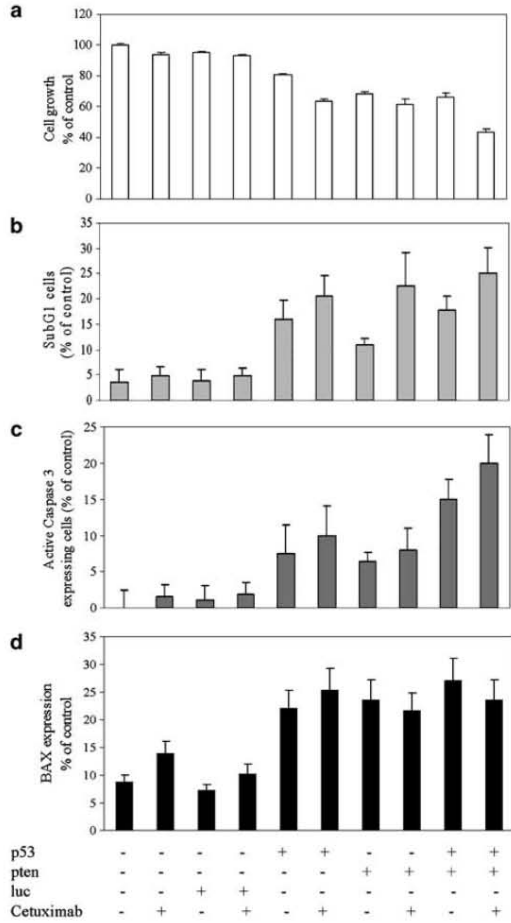 a
Cell growth
% of control
120
100
80
60
40
20
0
b
SubG1 cells
(% of control)
35
30
25
20
15
10
5
0
c
Active Caspase 3
expressing cells (% of control)
25
20
15
10
5
0
d
BAX expression
% of control
35
30
25
20
15
10
5
0
p53 - - - - + + - - + +
pten - - - - - - + + + +
luc - - + + - - - - - -
Cetuximab - + - + - + - + - +